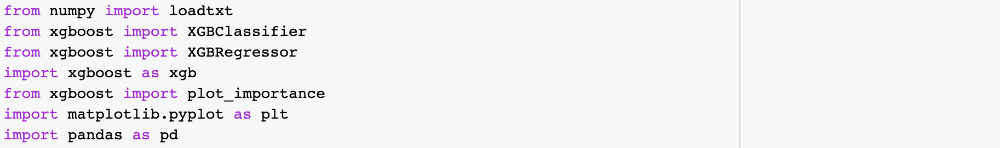 from numpy import loadtxt
from xgboost import XGBClassifier
from xgboost import XGBRegressor
import xgboost as xgb
from xgboost import plot_importance
import matplotlib.pyplot as plt
import pandas as pd